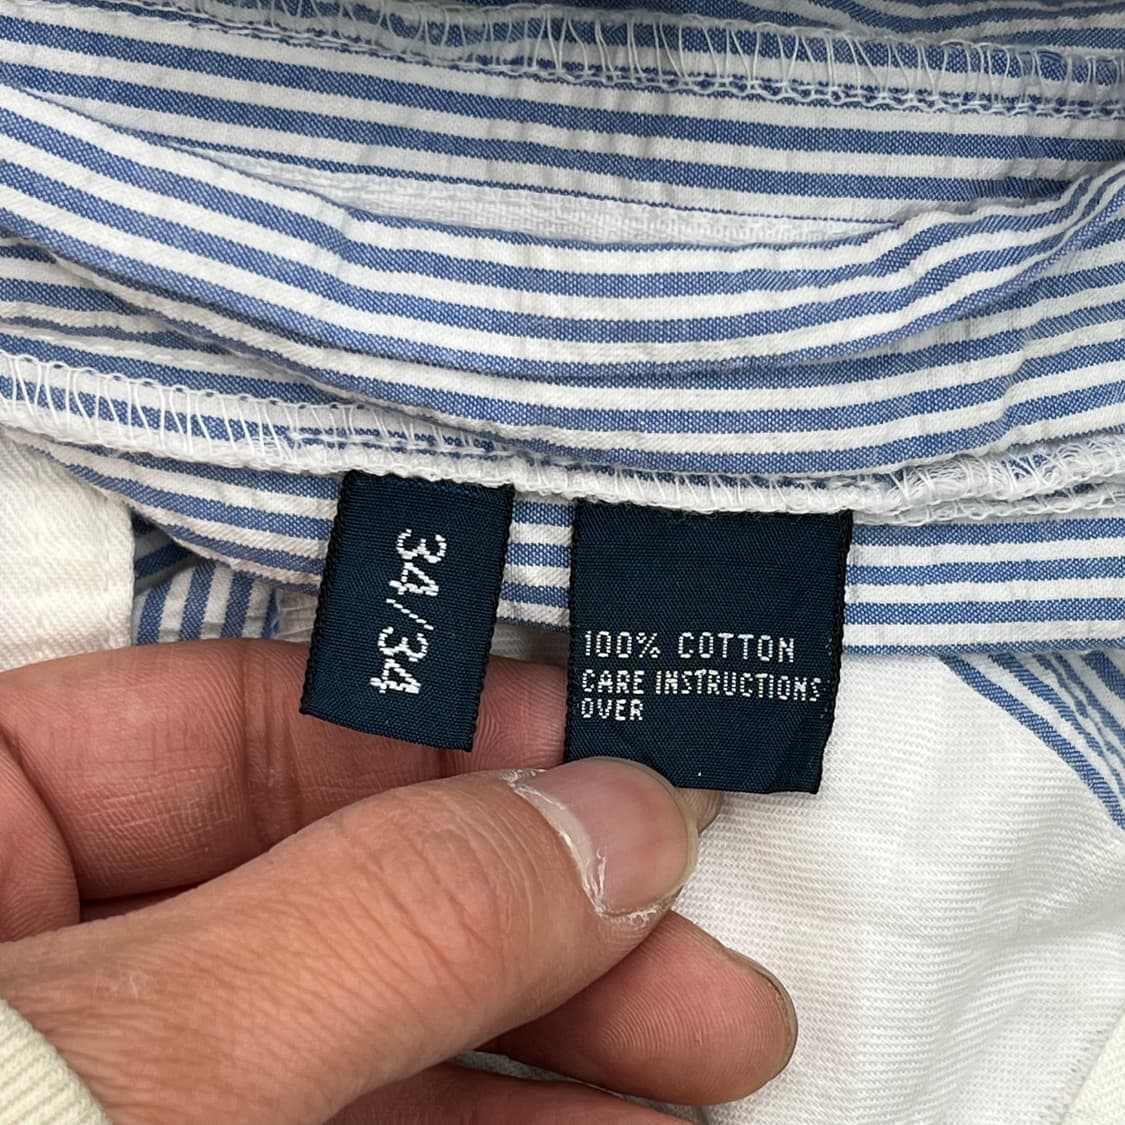 34/34
100% COTTON
CARE INSTRUCTIONS
OVER